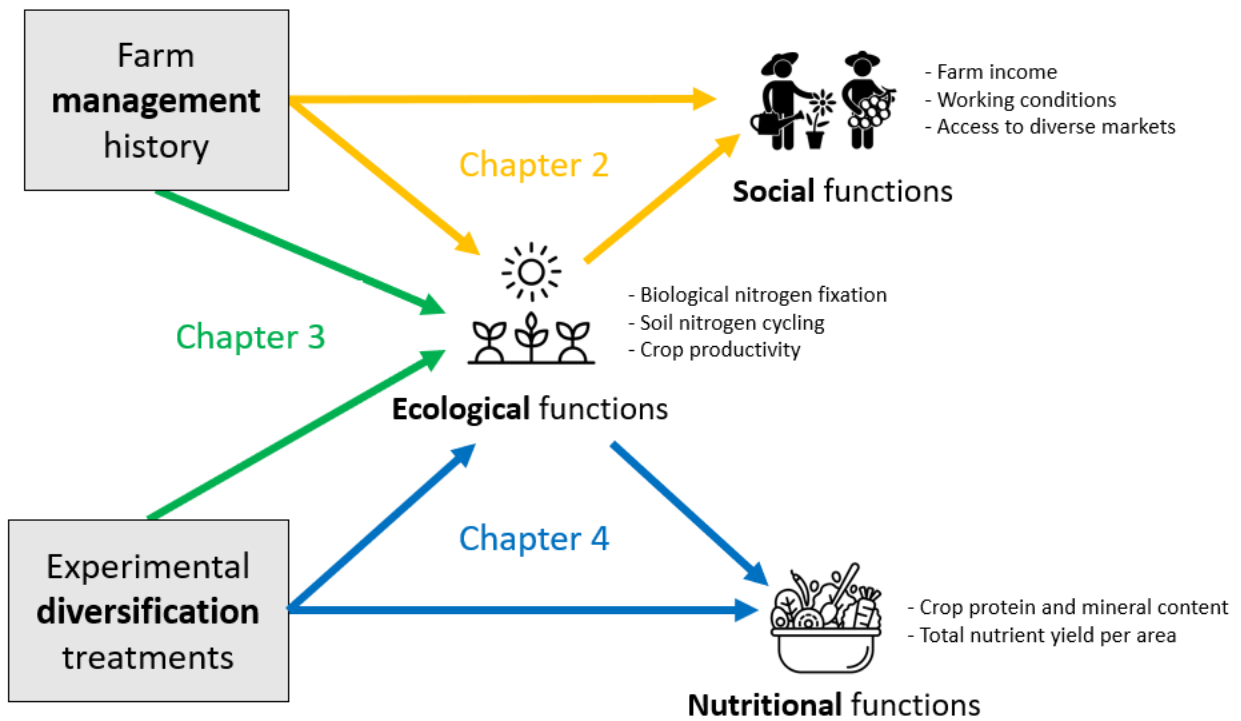 Farm
management
history
- Farm income
- Working conditions
- Access to diverse markets
Chapter 2
Social functions
- Biological nitrogen fixation
- Soil nitrogen cycling
- Crop productivity
Chapter 3
Ecological functions
Experimental
diversification
treatments
Chapter 4
- Crop protein and mineral content
- Total nutrient yield per area
Nutritional functions